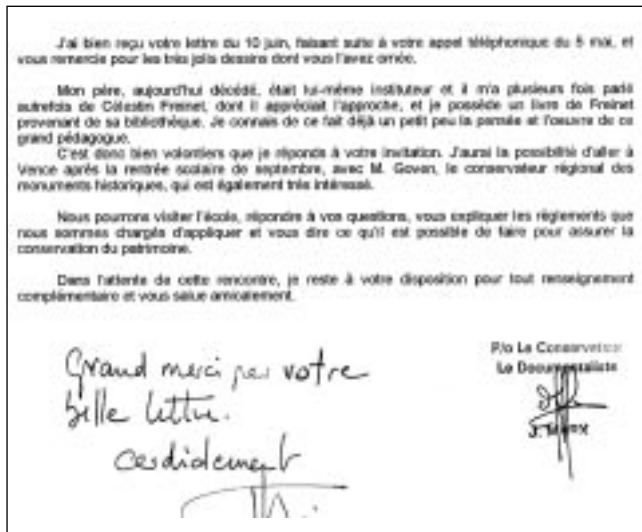 J'ai bien reçu votre lettre du 10 juin, faisant suite à votre appel téléphonique du 5 mai, et
vous remercie pour les très jolis dessins dont vous l'avez ornée.
Mon père, aujourd'hui décédé, était lui-même instituteur et il m'a plusieurs fois parlé
autrefois de Célestin Freinet, dont il appréciait l'approche, et je possède un livre de Freinet
provenant de sa bibliothèque. Je connais de ce fait déjà un petit peu la pensée et l'oeuvre de ce
grand pédagogue.
C'est donc bien volontiers que je réponds à votre invitation. J'aurai la possibilité d'aller à
Vence après la rentrée scolaire de septembre, avec M. Goven, le conservateur régional des
monuments historiques, qui est également très intéressé.
Nous pourrons visiter l'école, répondre à vos questions, vous expliquer les règlements que
nous sommes chargés d'appliquer et vous dire ce qu'il est possible de faire pour assurer la
conservation du patrimoine.
Dans l'attente de cette rencontre, je reste à votre disposition pour tout renseignement
complémentaire et vous salue amicalement.
P/o Le Conservateur
Le Documentaliste
Grand merci per votre
belle lettre.
cordialement